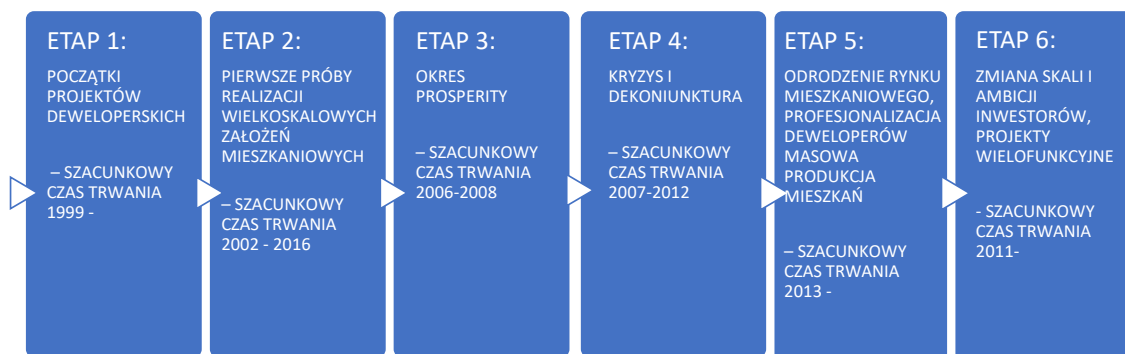 ETAP 1:
POCZĄTKI
PROJEKTÓW
DEWELOPERSKICH
– SZACUNKOWY
CZAS TRWANIA
1999 -
ETAP 2:
PIERWSZE PRÓBY
REALIZACJI
WIELKOSKALOWYCH
ZAŁOŻEŃ
MIESZKANIOWYCH
– SZACUNKOWY
CZAS TRWANIA
2002 - 2016
ETAP 3:
OKRES
PROSPERITY
– SZACUNKOWY
CZAS TRWANIA
2006-2008
ETAP 4:
KRYZYS I
DEKONIUNKTURA
– SZACUNKOWY
CZAS TRWANIA
2007-2012
ETAP 5:
ODRODZENIE RYNKU
MIESZKANIOWEGO,
PROFESJONALIZACJA
DEWELOPERÓW
MASOWA
PRODUKCJA
MIESZKAŃ
– SZACUNKOWY
CZAS TRWANIA
2013 -
ETAP 6:
ZMIANA SKALI I
AMBICJI
INWESTORÓW,
PROJEKTY
WIELOFUNKCYJNE
- SZACUNKOWY
CZAS TRWANIA
2011-